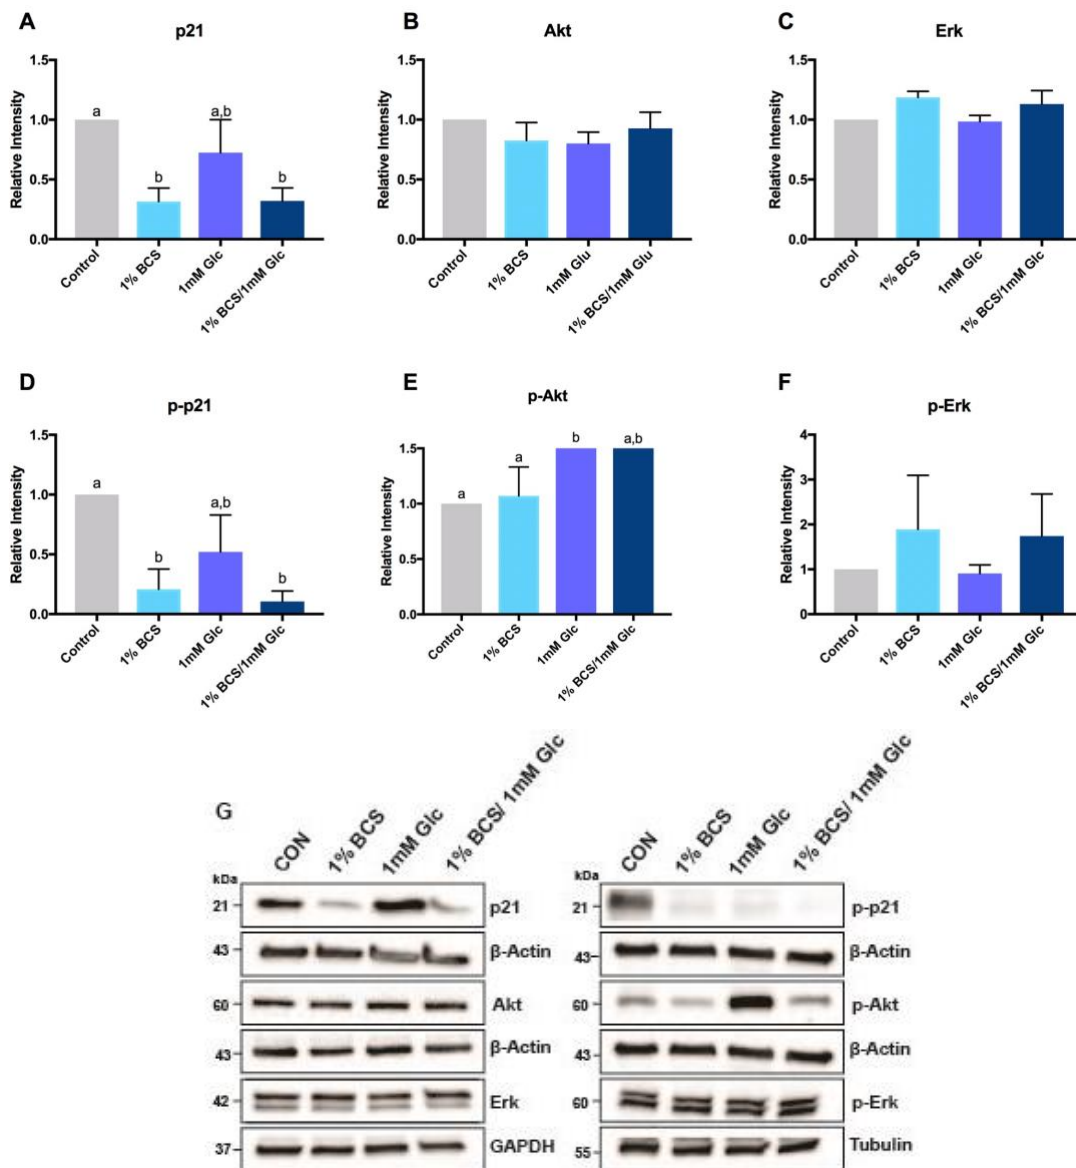 A
p21
Relative Intensity
1.5
1.0
0.5
0.0
a
b
a,b
b
Control
1% BCS
1mM Glc
1% BCS/1mM Glc
B
Akt
Relative Intensity
1.5
1.0
0.5
0.0
Control
1% BCS
1mM Glu
1% BCS/1mM Glu
C
Erk
Relative Intensity
1.5
1.0
0.5
0.0
Control
1% BCS
1mM Glc
1% BCS/1mM Glc
D
p-p21
Relative Intensity
1.5
1.0
0.5
0.0
a
b
a,b
b
Control
1% BCS
1mM Glc
1% BCS/1mM Glc
E
p-Akt
Relative Intensity
1.5
1.0
0.5
0.0
a
a
b
a,b
Control
1% BCS
1mM Glc
1% BCS/1mM Glc
F
p-Erk
Relative Intensity
4
3
2
1
0
Control
1% BCS
1mM Glc
1% BCS/1mM Glc
G
CON
1% BCS
1mM Glc
1% BCS/ 1mM Glc
kDa
21
p21
43
β-Actin
60
Akt
43
β-Actin
42
Erk
37
GAPDH
CON
1% BCS
1mM Glc
1% BCS/ 1mM Glc
kDa
21
p-p21
43
β-Actin
60
p-Akt
43
β-Actin
60
p-Erk
55
Tubulin